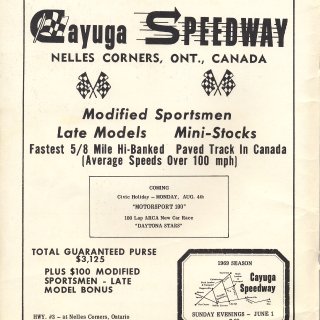 Cayuga SPEEDWAY
NELLES CORNERS, ONT., CANADA
Modified Sportsmen
Late Models Mini-Stocks
Fastest 5/8 Mile Hi-Banked Paved Track In Canada
(Average Speeds Over 100 mph)
COMING
Civic Holiday - MONDAY, AUG. 4th
"MOTORSPORT 100"
100 Lap ARCA New Car Race
"DAYTONA STARS"
TOTAL GUARANTEED PURSE
$3,125
PLUS $100 MODIFIED
SPORTSMEN - LATE
MODEL BONUS
HWY. #3 - at Nelles Corners, Ontario
1969 SEASON
Cayuga
Speedway
SUNDAY EVENINGS - JUNE 1